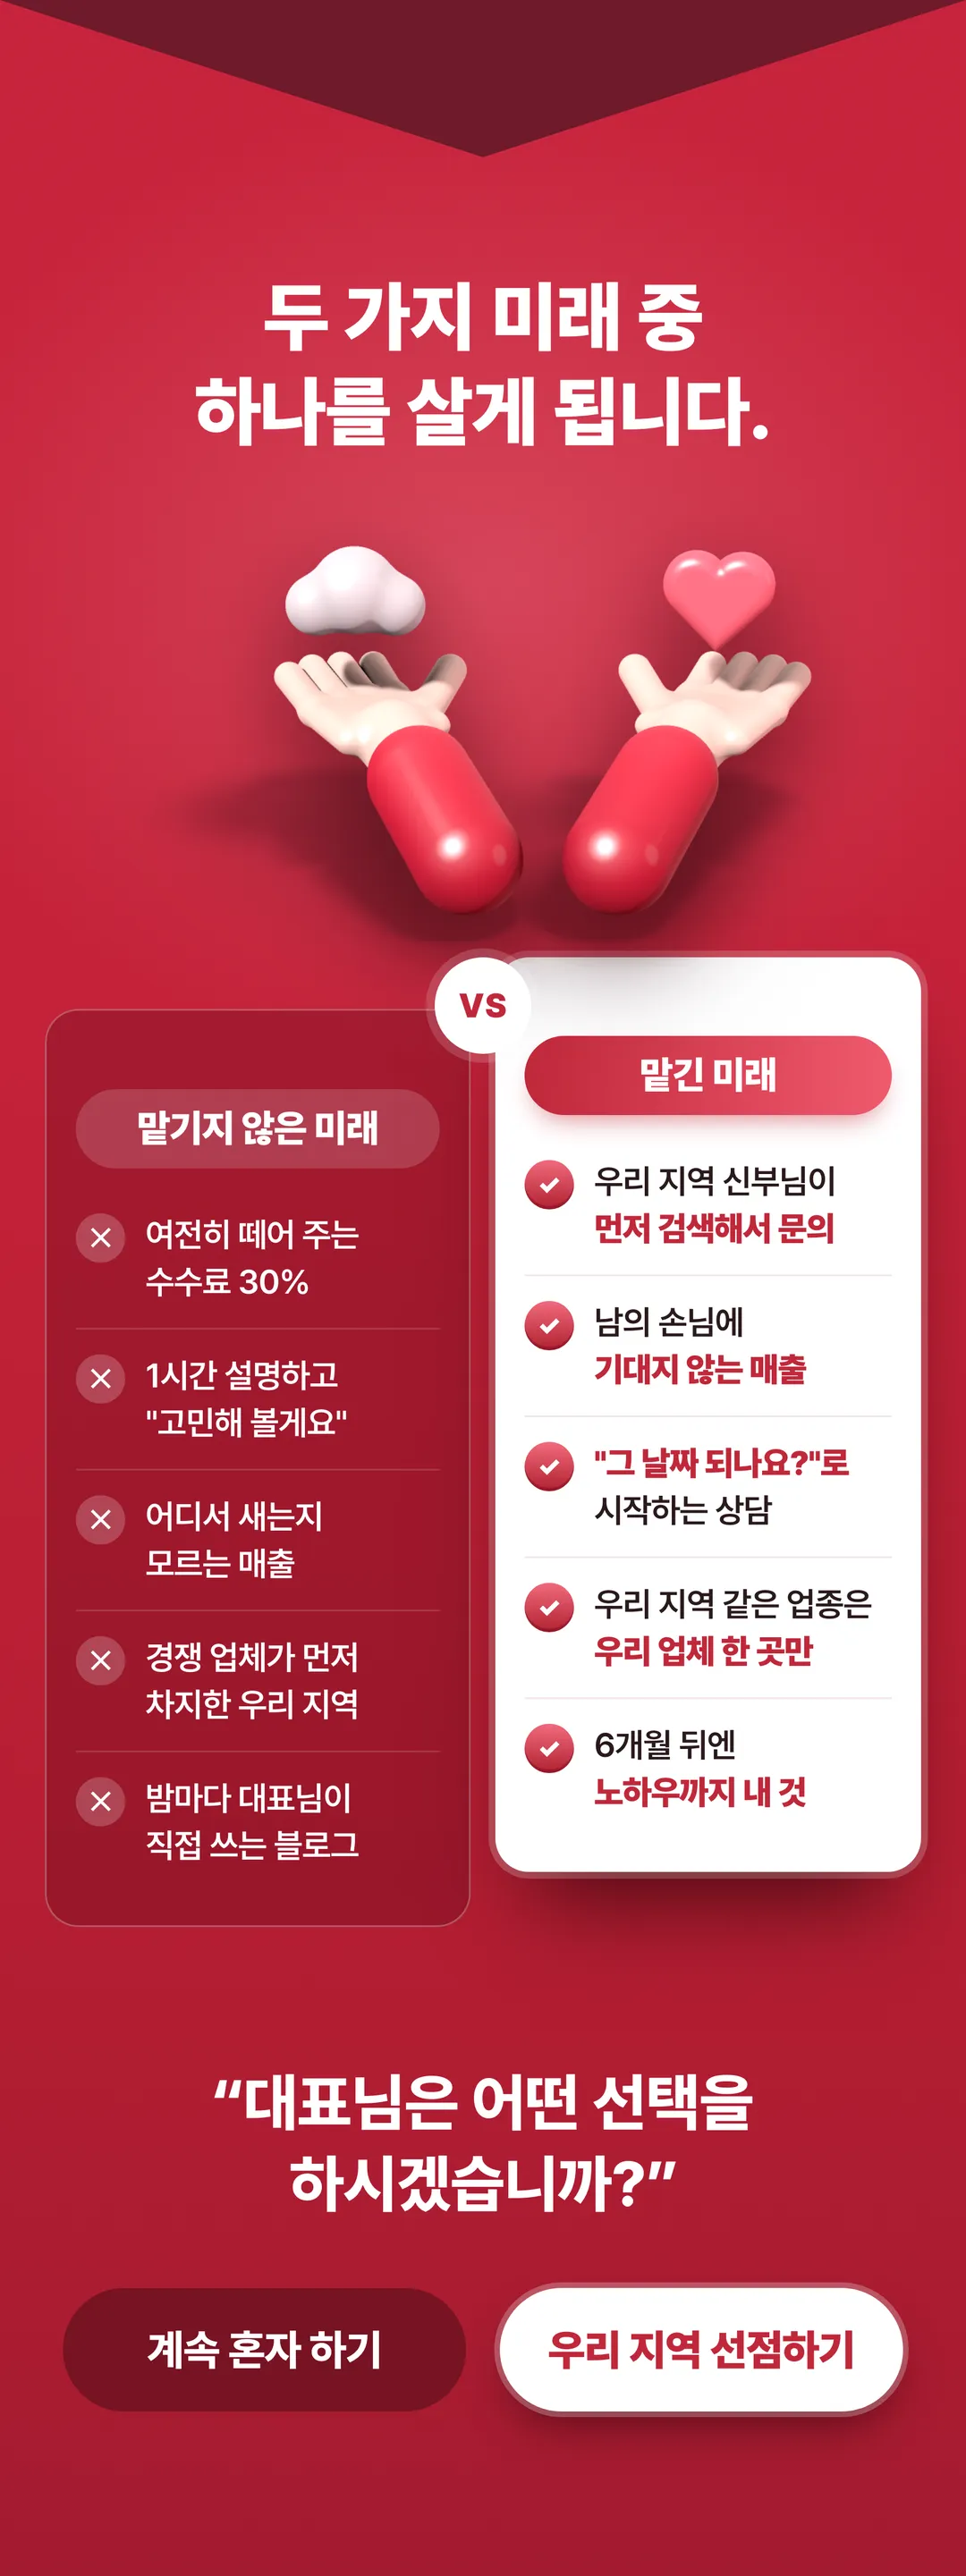 두 가지 미래 중
하나를 살게 됩니다.
VS
맡기지 않은 미래
여전히 떼어 주는
수수료 30%
1시간 설명하고
"고민해 볼게요"
어디서 새는지
모르는 매출
경쟁 업체가 먼저
차지한 우리 지역
밤마다 대표님이
직접 쓰는 블로그
맡긴 미래
우리 지역 신부님이
먼저 검색해서 문의
남의 손님에
기대지 않는 매출
"그 날짜 되나요?"로
시작하는 상담
우리 지역 같은 업종은
우리 업체 한 곳만
6개월 뒤엔
노하우까지 내 것
“대표님은 어떤 선택을
하시겠습니까?”
계속 혼자 하기
우리 지역 선점하기